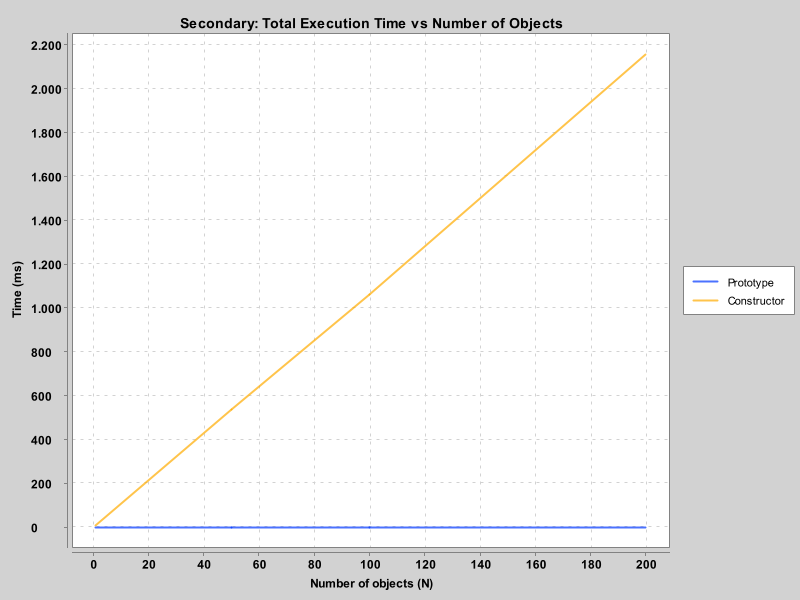 Secondary: Total Execution Time vs Number of Objects
2.200
2.000
1.800
1.600
1.400
1.200
1.000
800
600
400
200
0
Time (ms)
0 20 40 60 80 100 120 140 160 180 200
Number of objects (N)
Prototype
Constructor